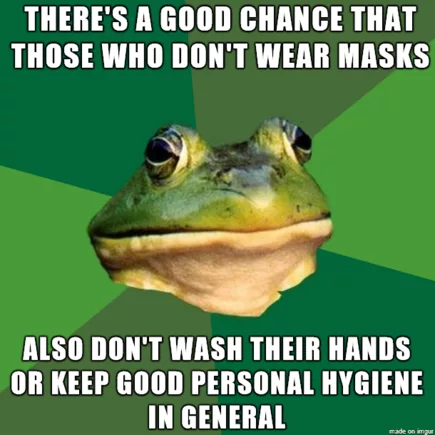 THERE'S A GOOD CHANCE THAT
THOSE WHO DON'T WEAR MASKS
ALSO DON'T WASH THEIR HANDS
OR KEEP GOOD PERSONAL HYGIENE
IN GENERAL
made on imgur